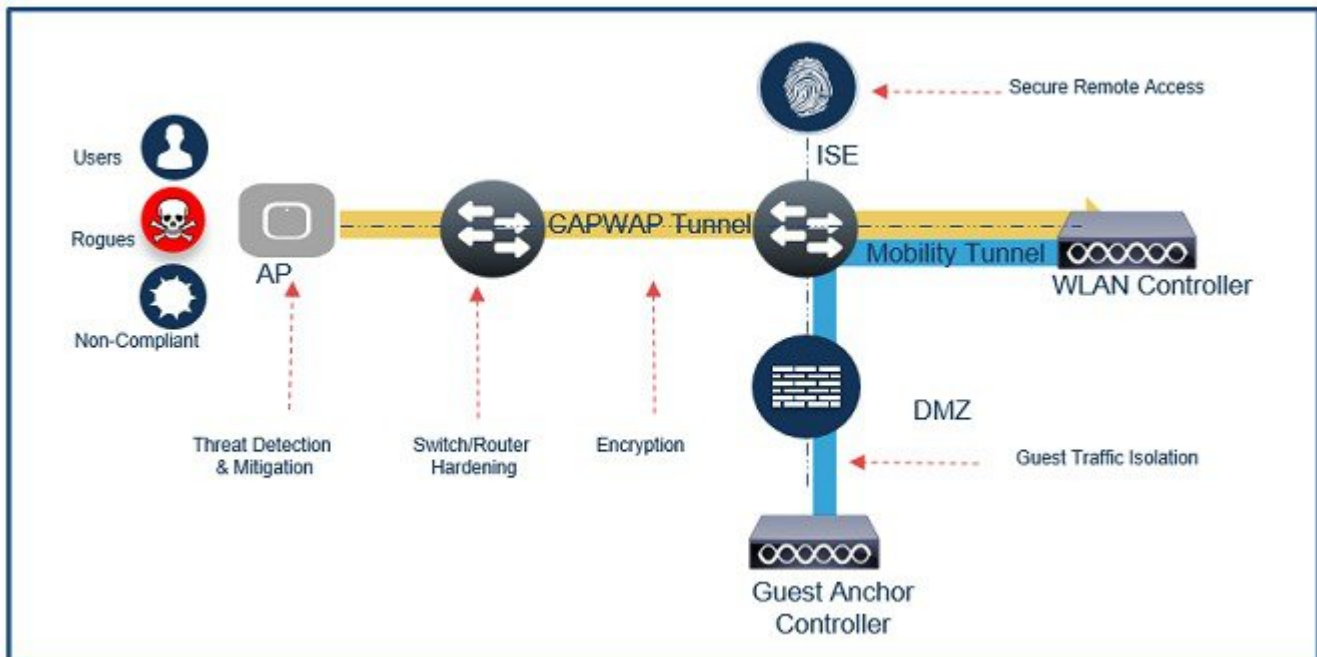 Secure Remote Access
Users
ISE
Rogues
CAPWAP Tunnel
Mobility Tunnel
AP
WLAN Controller
Non-Compliant
Threat Detection
& Mitigation
Switch/Router
Hardening
Encryption
DMZ
Guest Traffic Isolation
Guest Anchor
Controller